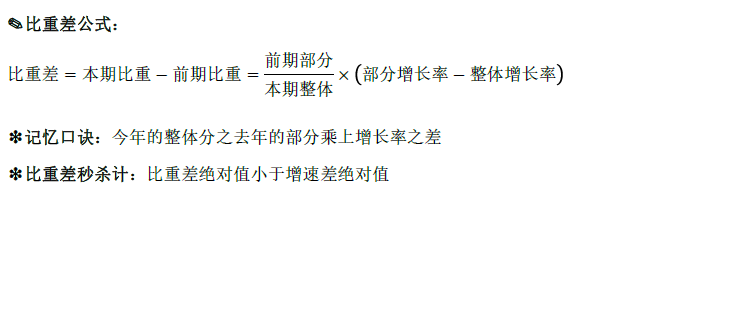 ✎比重差公式：
比重差 = 本期比重 − 前期比重 = 前期部分/本期整体 × (部分增长率 − 整体增长率)
❇记忆口诀：今年的整体分之去年的部分乘上增长率之差
❇比重差秒杀计：比重差绝对值小于增速差绝对值